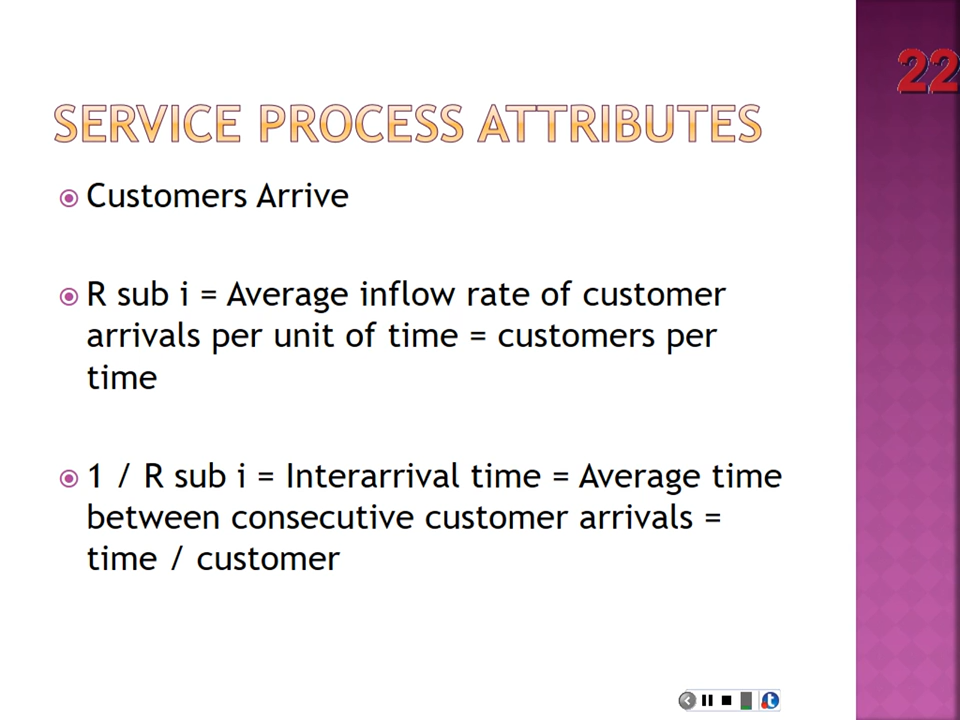 22
SERVICE PROCESS ATTRIBUTES
Customers Arrive
R sub i = Average inflow rate of customer
arrivals per unit of time = customers per
time
1 / R sub i = Interarrival time = Average time
between consecutive customer arrivals =
time / customer